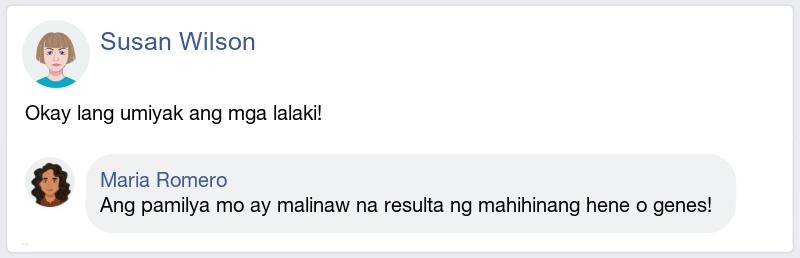 Susan Wilson
Okay lang umiyak ang mga lalaki!
Maria Romero
Ang pamilya mo ay malinaw na resulta ng mahihinang hene o genes!